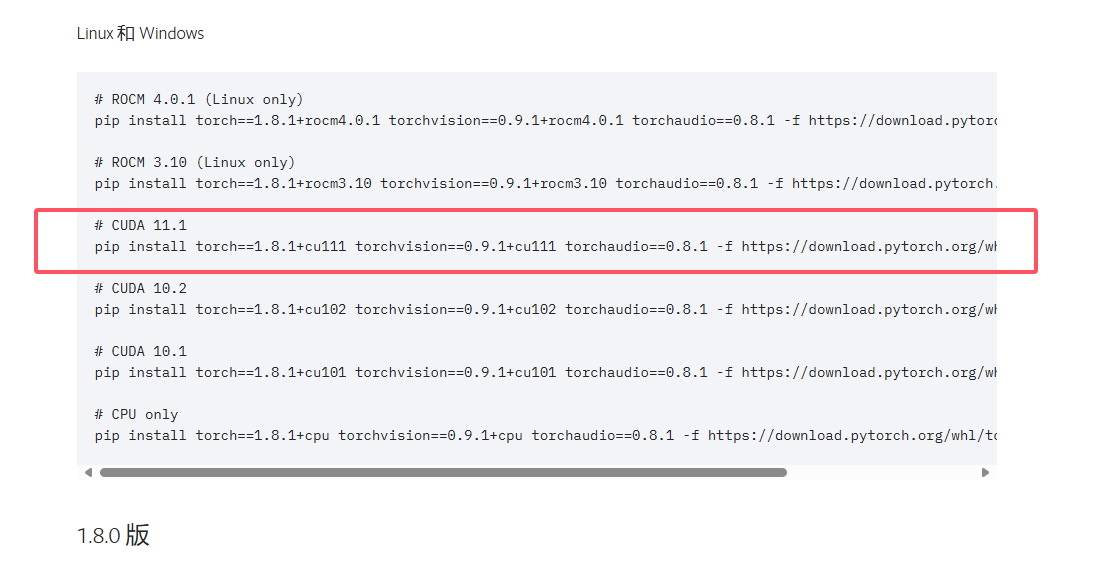 Linux 和 Windows
# ROCM 4.0.1 (Linux only)
pip install torch==1.8.1+rocm4.0.1 torchvision==0.9.1+rocm4.0.1 torchaudio==0.8.1 -f https://download.pytorc
# ROCM 3.10 (Linux only)
pip install torch==1.8.1+rocm3.10 torchvision==0.9.1+rocm3.10 torchaudio==0.8.1 -f https://download.pytorch.
# CUDA 11.1
pip install torch==1.8.1+cu111 torchvision==0.9.1+cu111 torchaudio==0.8.1 -f https://download.pytorch.org/wh
# CUDA 10.2
pip install torch==1.8.1+cu102 torchvision==0.9.1+cu102 torchaudio==0.8.1 -f https://download.pytorch.org/wh
# CUDA 10.1
pip install torch==1.8.1+cu101 torchvision==0.9.1+cu101 torchaudio==0.8.1 -f https://download.pytorch.org/wh
# CPU only
pip install torch==1.8.1+cpu torchvision==0.9.1+cpu torchaudio==0.8.1 -f https://download.pytorch.org/whl/to
1.8.0 版